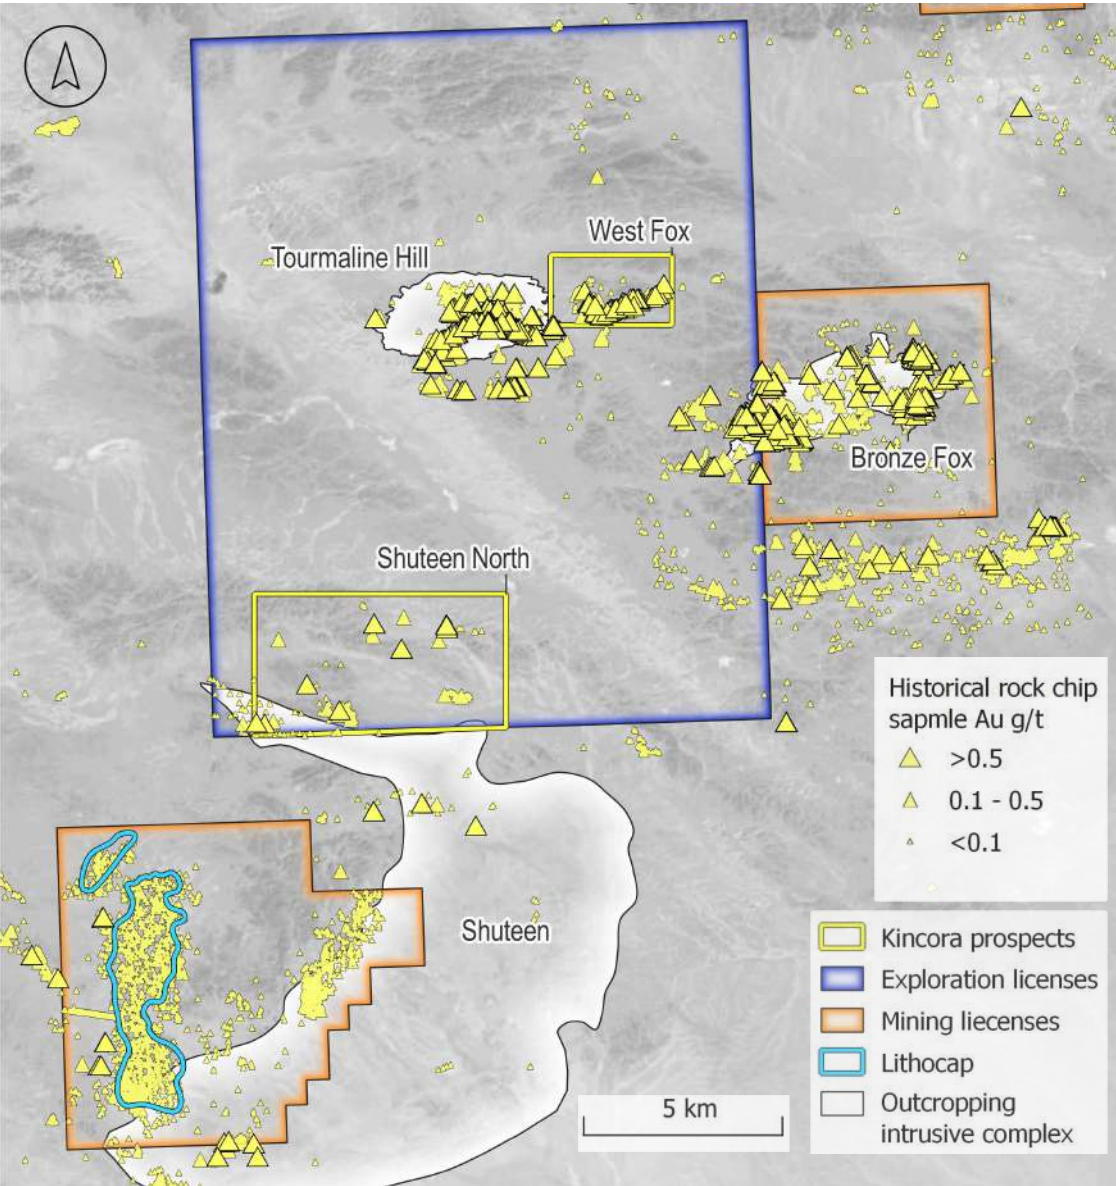 West Fox
Tourmaline Hill
Bronze Fox
Shuteen North
Shuteen
Historical rock chip
sapmle Au g/t
>0.5
0.1 - 0.5
<0.1
Kincora prospects
Exploration licenses
Mining liecenses
Lithocap
Outcropping
intrusive complex
5 km